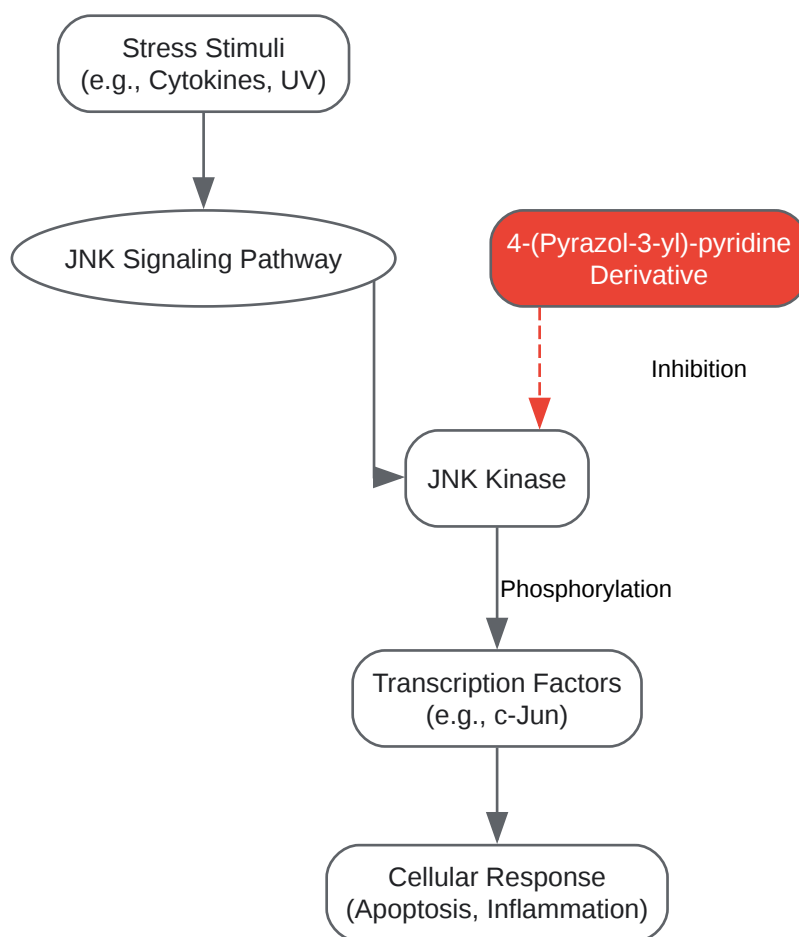 Stress Stimuli
(e.g., Cytokines, UV)
JNK Signaling Pathway
4-(Pyrazol-3-yl)-pyridine
Derivative
Inhibition
JNK Kinase
Phosphorylation
Transcription Factors
(e.g., c-Jun)
Cellular Response
(Apoptosis, Inflammation)